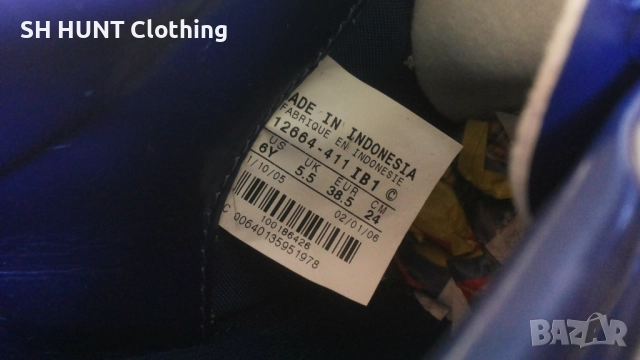 SH HUNT Clothing
ADE IN INDONESIA
FABRIQUE EN INDONESIE
12664-411 IB1 ©
US UK EUR CM
6Y 5.5 38.5 24
1/10/05 02/01/06
100186426
C 00640135951978
BAZAR